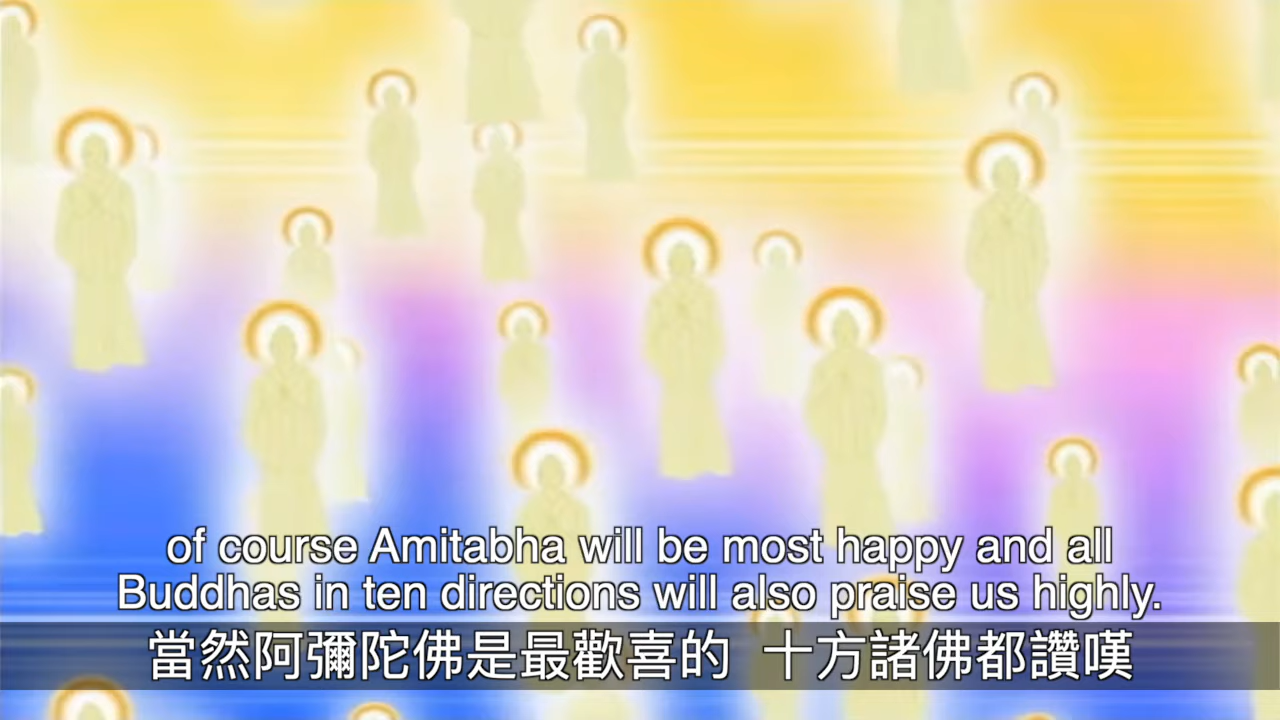 of course Amitabha will be most happy and all
Buddhas in ten directions will also praise us highly.
當然阿彌陀佛是最歡喜的 十方諸佛都讚嘆